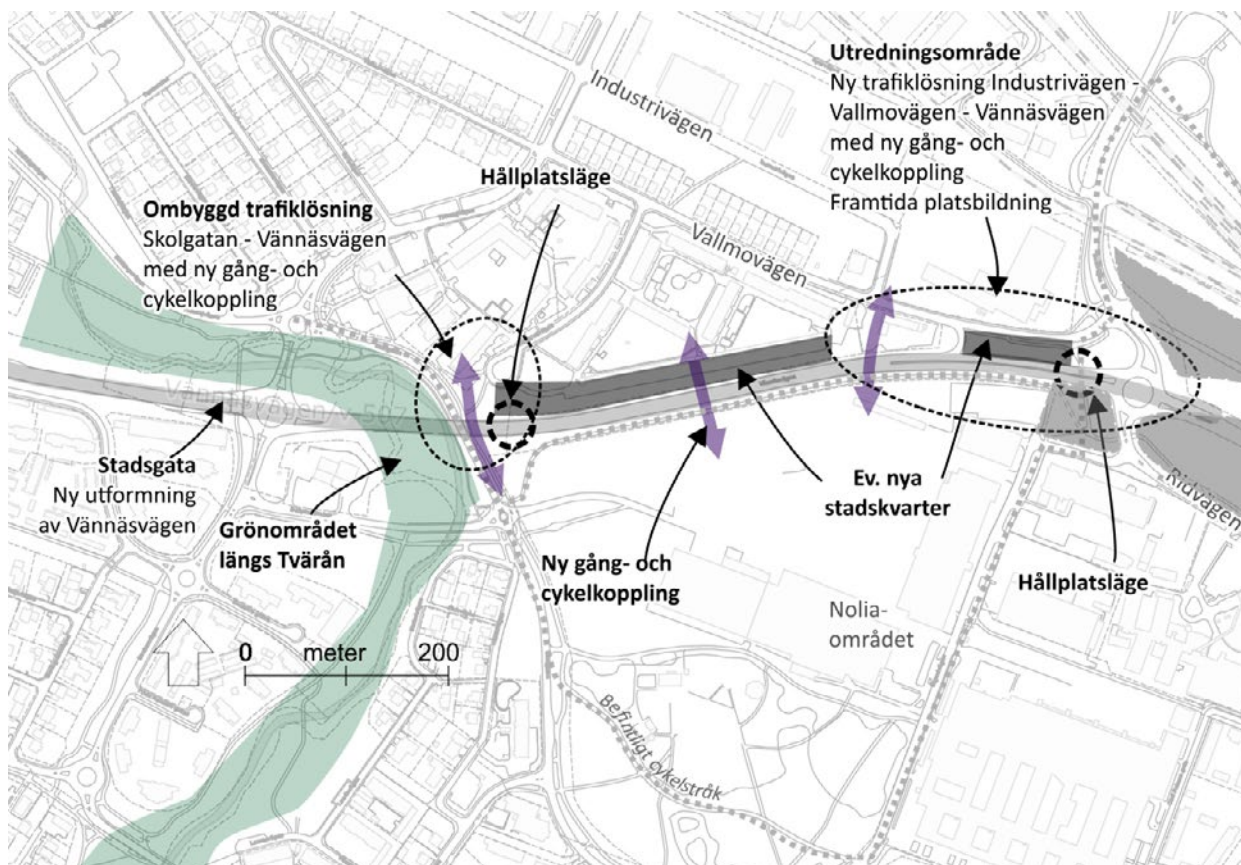 Utredningsområde
Ny trafiklösning Industrivägen -
Vallmovägen - Vännäsvägen
med ny gång- och
cykelkoppling
Framtida platsbildning
Industrivägen
Hållplatsläge
Ombyggd trafiklösning
Skolgatan - Vännäsvägen
med ny gång- och
cykelkoppling
Vallmovägen
Stadsgata
Ny utformning
av Vännäsvägen
Grönområdet
längs Tvärån
Ny gång- och
cykelkoppling
Ev. nya
stadskvarter
Ridvägen
Hållplatsläge
Nolia-
området
0 meter 200
Befintligt cykelstråk